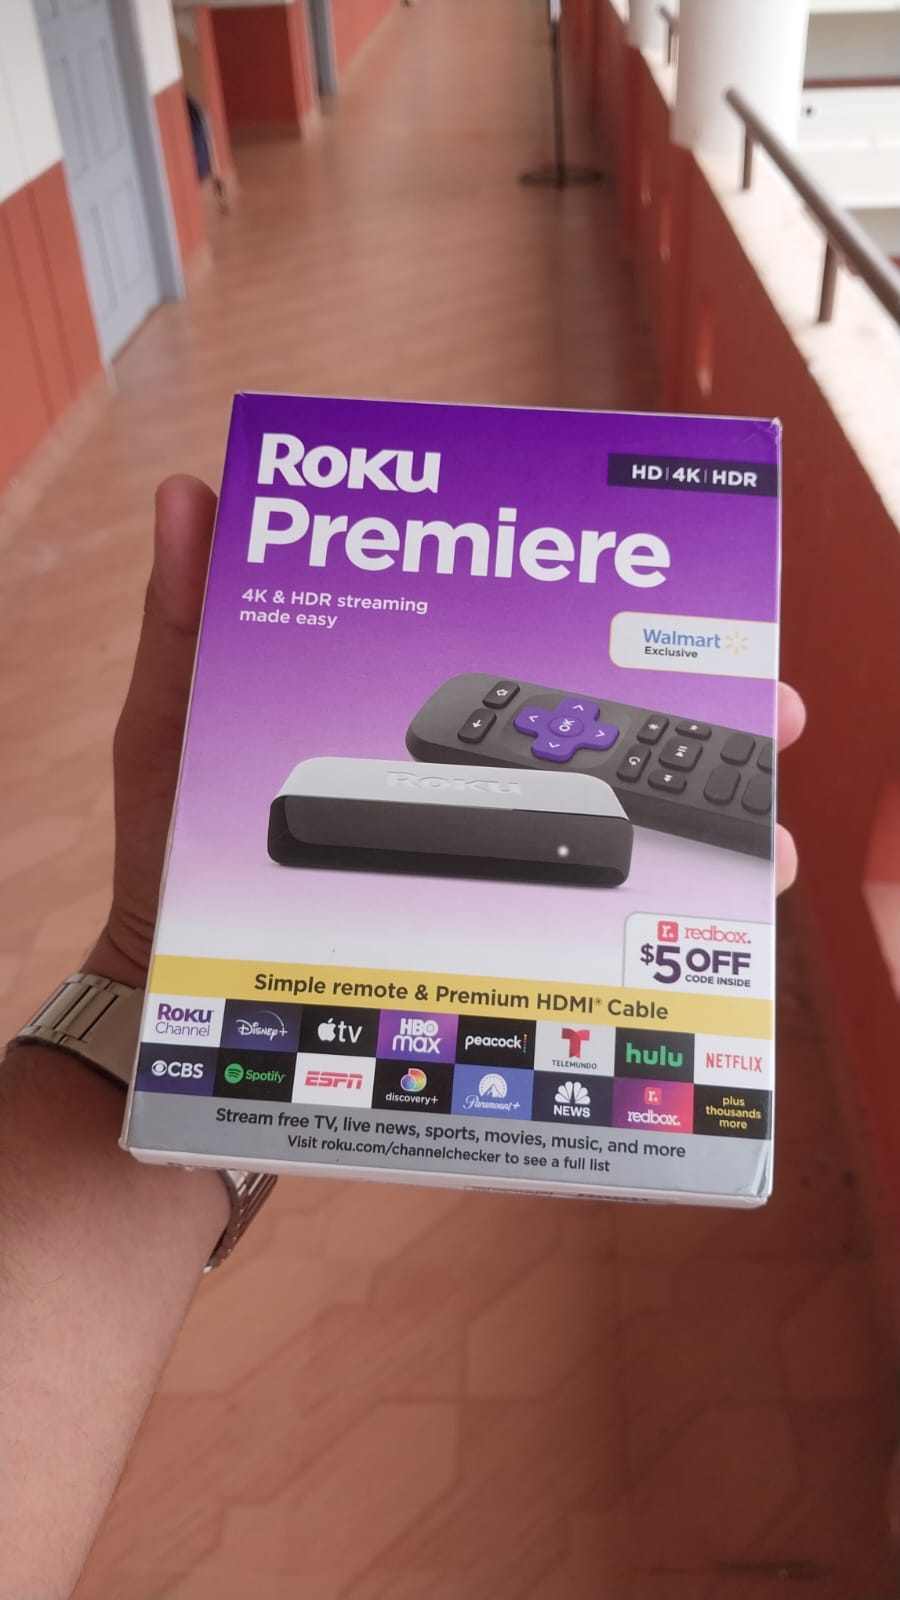 Roku
HD|4K|HDR
Premiere
4K & HDR streaming
made easy
Walmart
Exclusive
OK
ROKU
r. redbox.
$5 OFF
CODE INSIDE
Simple remote & Premium HDMI® Cable
Roku Channel
Disney+
tv
HBO max
peacock
TELEMUNDO
hulu
NETFLIX
CBS
Spotify
ESPN
discovery+
Paramount+
NEWS
r. redbox.
plus thousands more
Stream free TV, live news, sports, movies, music, and more
Visit roku.com/channelchecker to see a full list